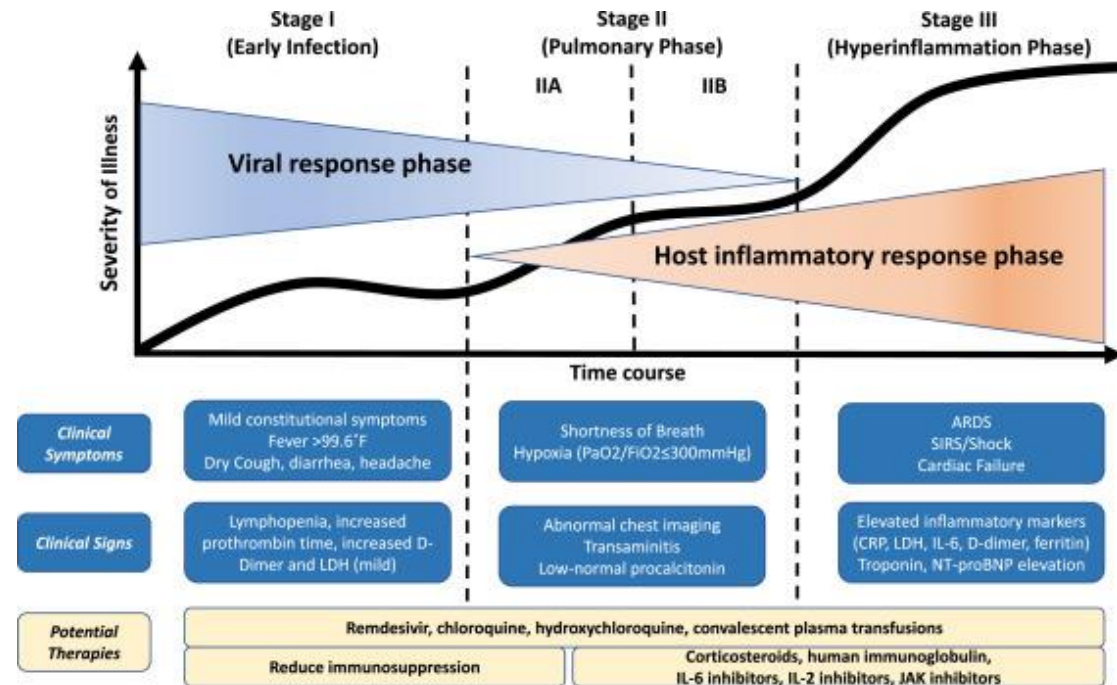 Stage I
(Early Infection)
Stage II
(Pulmonary Phase)
Stage III
(Hyperinflammation Phase)
IIA
IIB
Severity of Illness
Viral response phase
Host inflammatory response phase
Time course
Clinical
Symptoms
Mild constitutional symptoms
Fever >99.6°F
Dry Cough, diarrhea, headache
Shortness of Breath
Hypoxia (PaO2/FiO2≤300mmHg)
ARDS
SIRS/Shock
Cardiac Failure
Clinical Signs
Lymphopenia, increased
prothrombin time, increased D-
Dimer and LDH (mild)
Abnormal chest imaging
Transaminitis
Low-normal procalcitonin
Elevated inflammatory markers
(CRP, LDH, IL-6, D-dimer, ferritin)
Troponin, NT-proBNP elevation
Potential
Therapies
Remdesivir, chloroquine, hydroxychloroquine, convalescent plasma transfusions
Reduce immunosuppression
Corticosteroids, human immunoglobulin,
IL-6 inhibitors, IL-2 inhibitors, JAK inhibitors